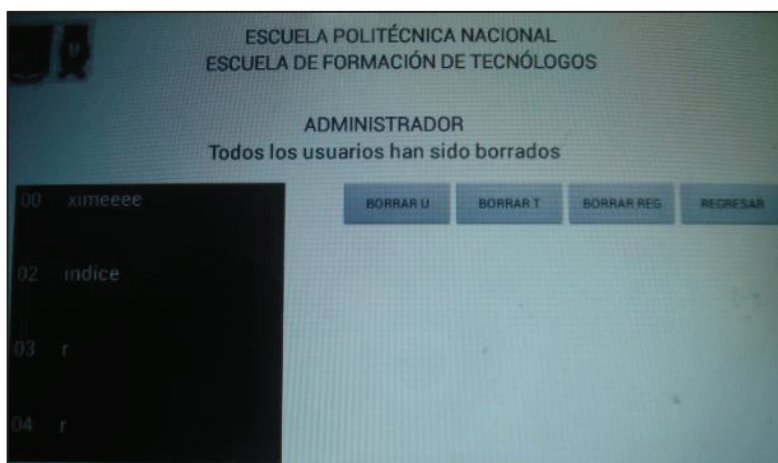 ESCUELA POLITÉCNICA NACIONAL
ESCUELA DE FORMACIÓN DE TECNÓLOGOS
ADMINISTRADOR
Todos los usuarios han sido borrados
00 ximeeee
BORRAR U BORRAR T BORRAR REG REGRESAR
02 indice
03 r
04 r